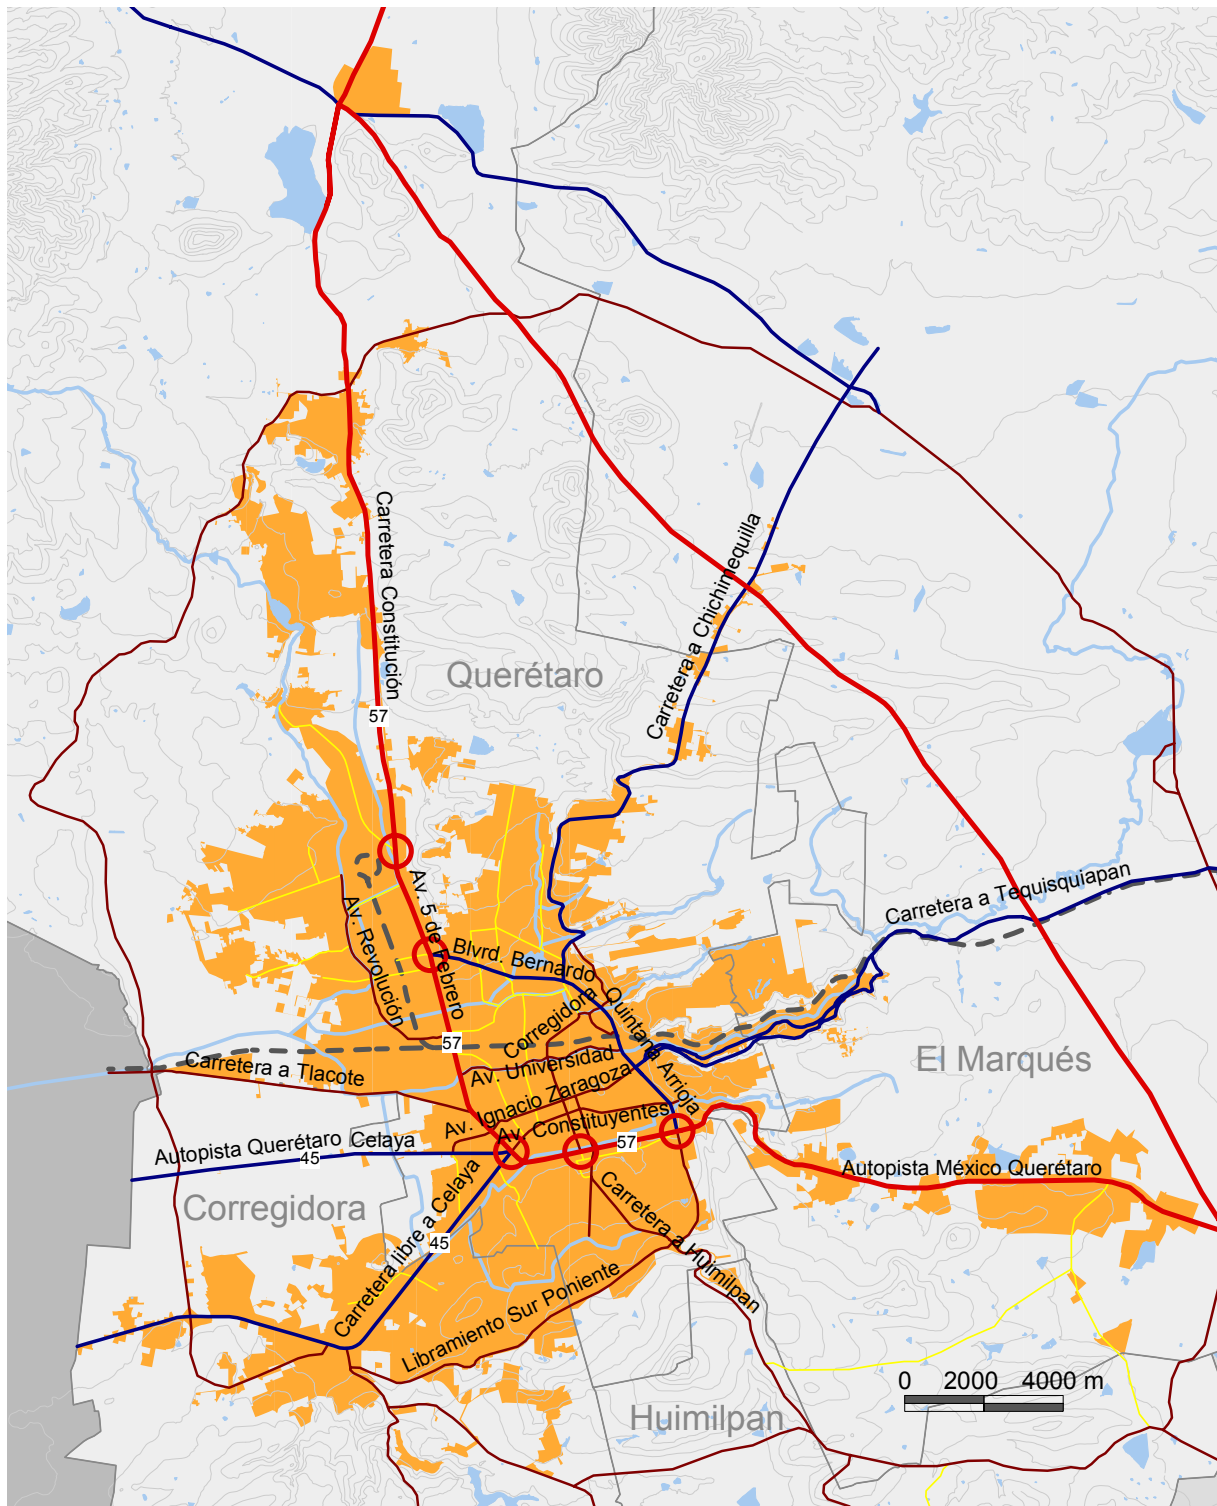 Carretera Constitución
Carretera a Chichimequilla
Querétaro
57
Carretera a Tequisquiapan
Av. 5 de Febrero
Av. Revolución
Blvrd. Bernardo
Quintana Arrioja
Corregidora
57
El Marqués
Carretera a Tlacote
Av. Universidad
Av. Ignacio Zaragoza
Av. Constituyentes
57
Autopista Querétaro Celaya
45
Autopista México Querétaro
Corregidora
Carretera libre a Celaya
45
Carretera a Huimilpan
Libramiento Sur Poniente
0 2000 4000 m
Huimilpan